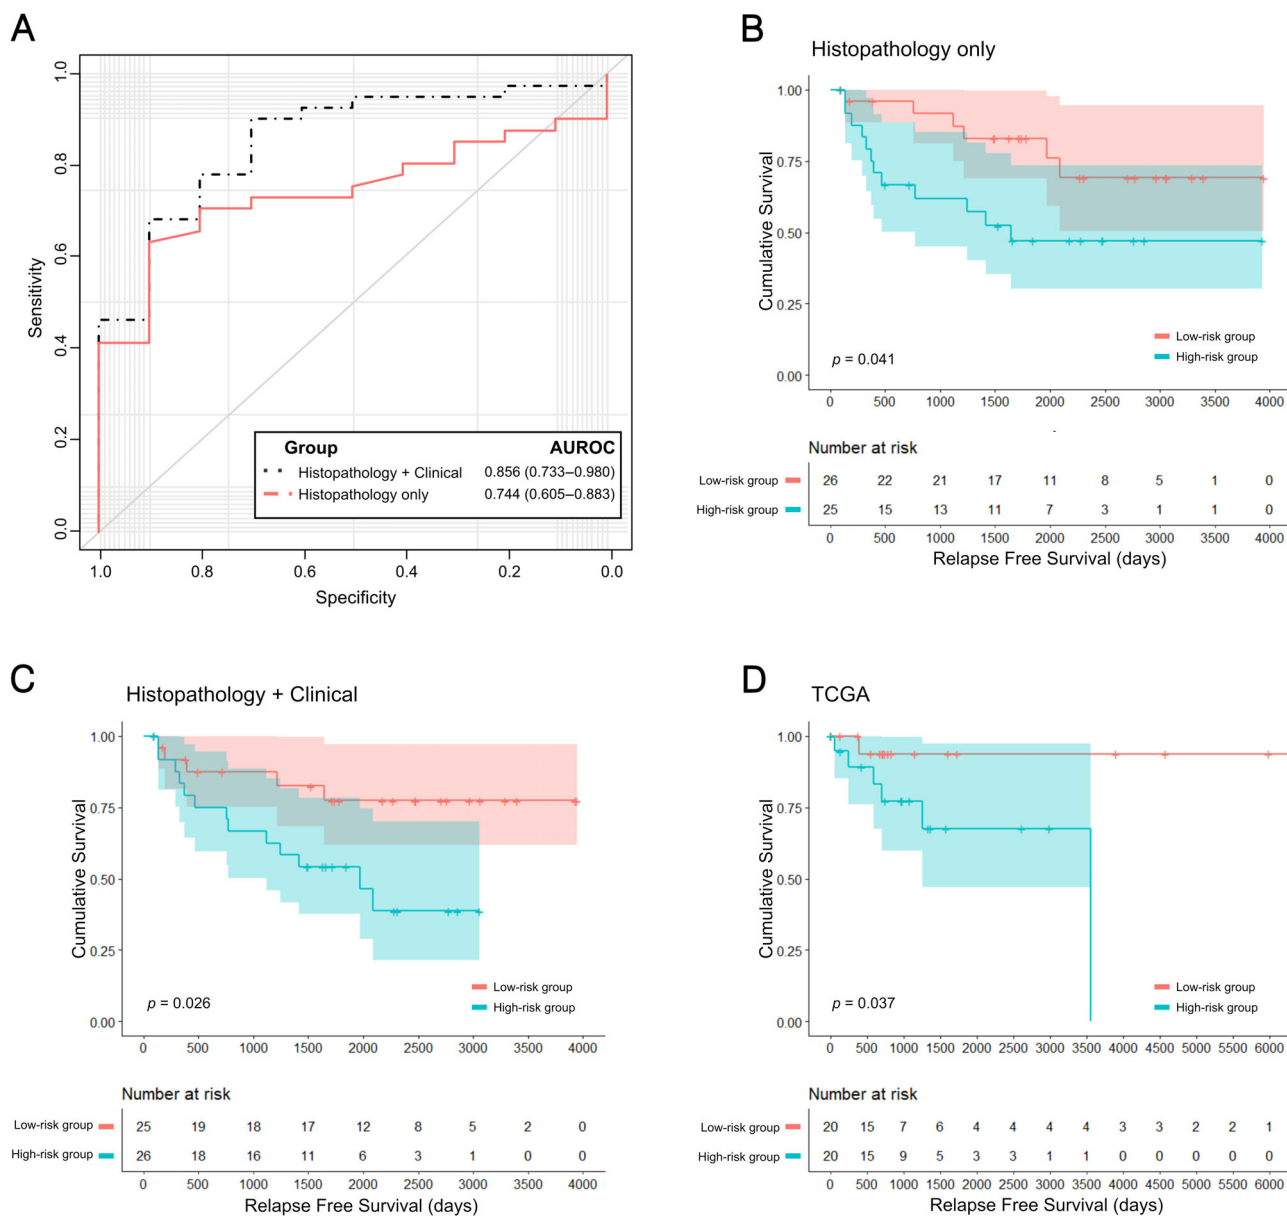 A
1.0
0.8
0.6
0.4
0.2
0.0
Sensitivity
Group AUROC
Histopathology + Clinical 0.856 (0.733–0.980)
Histopathology only 0.744 (0.605–0.883)
1.0 0.8 0.6 0.4 0.2 0.0
Specificity
B
Histopathology only
1.00
0.75
0.50
0.25
0.00
Cumulative Survival
Low-risk group
High-risk group
p = 0.041
0 500 1000 1500 2000 2500 3000 3500 4000
Number at risk
Low-risk group 26 22 21 17 11 8 5 1 0
High-risk group 25 15 13 11 7 3 1 1 0
0 500 1000 1500 2000 2500 3000 3500 4000
Relapse Free Survival (days)
C
Histopathology + Clinical
1.00
0.75
0.50
0.25
0.00
Cumulative Survival
Low-risk group
High-risk group
p = 0.026
0 500 1000 1500 2000 2500 3000 3500 4000
Number at risk
Low-risk group 25 19 18 17 12 8 5 2 0
High-risk group 26 18 16 11 6 3 1 0 0
0 500 1000 1500 2000 2500 3000 3500 4000
Relapse Free Survival (days)
D
TCGA
1.00
0.75
0.50
0.25
0.00
Cumulative Survival
Low-risk group
High-risk group
p = 0.037
0 500 1000 1500 2000 2500 3000 3500 4000 4500 5000 5500 6000
Number at risk
Low-risk group 20 15 7 6 4 4 4 4 3 3 2 2 1
High-risk group 20 15 9 5 3 3 1 1 0 0 0 0 0
0 500 1000 1500 2000 2500 3000 3500 4000 4500 5000 5500 6000
Relapse Free Survival (days)